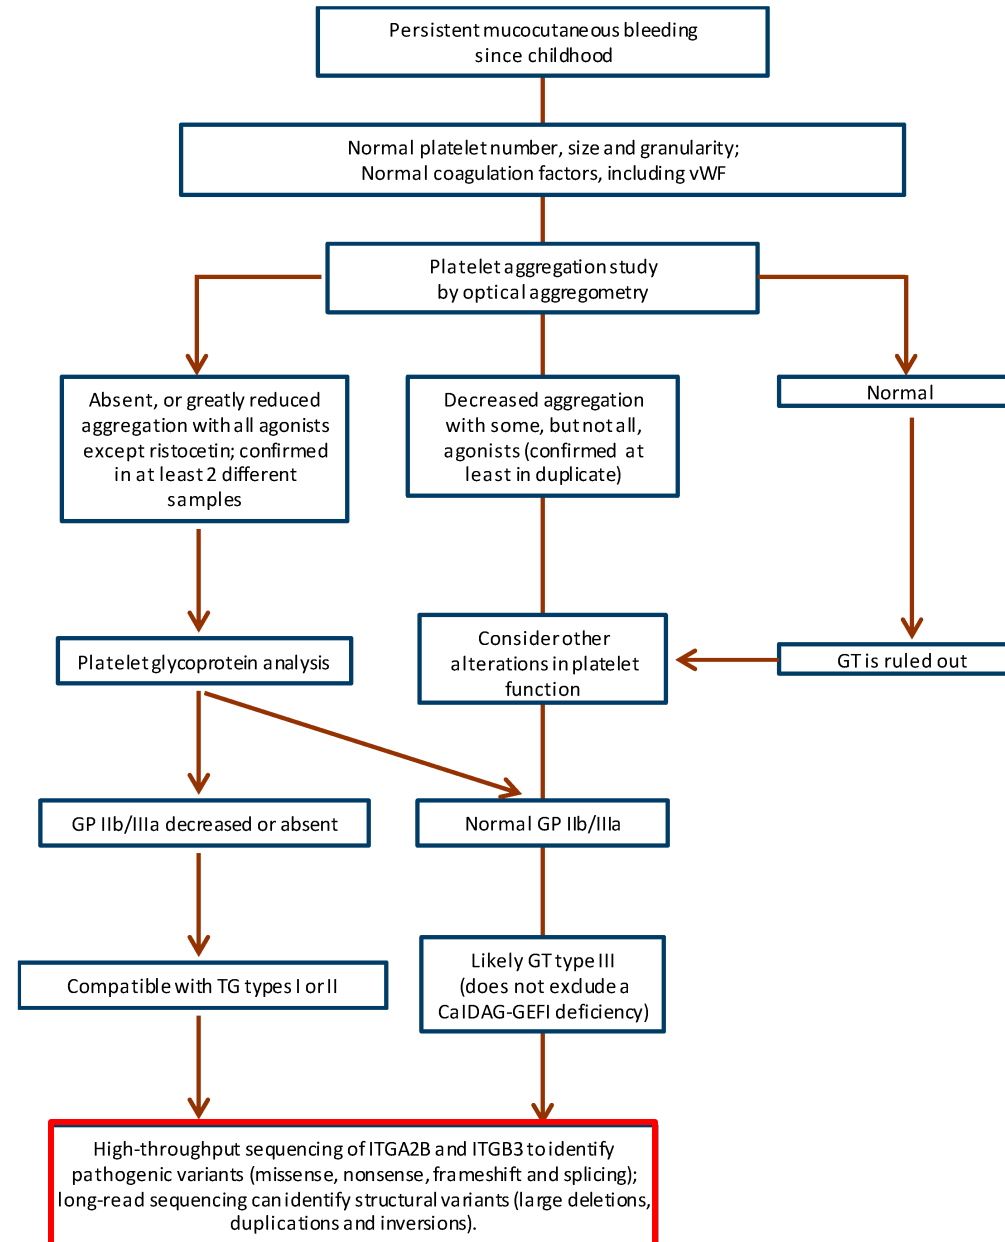 Persistent mucocutaneous bleeding
since childhood
Normal platelet number, size and granularity;
Normal coagulation factors, including vWF
Platelet aggregation study
by optical aggregometry
Absent, or greatly reduced
aggregation with all agonists
except ristocetin; confirmed
in at least 2 different
samples
Decreased aggregation
with some, but not all,
agonists (confirmed at
least in duplicate)
Normal
Platelet glycoprotein analysis
Consider other
alterations in platelet
function
GT is ruled out
GP IIb/IIIa decreased or absent
Normal GP IIb/IIIa
Compatible with TG types I or II
Likely GT type III
(does not exclude a
CalDAG-GEFI deficiency)
High-throughput sequencing of ITGA2B and ITGB3 to identify
pathogenic variants (missense, nonsense, frameshift and splicing);
long-read sequencing can identify structural variants (large deletions,
duplications and inversions).